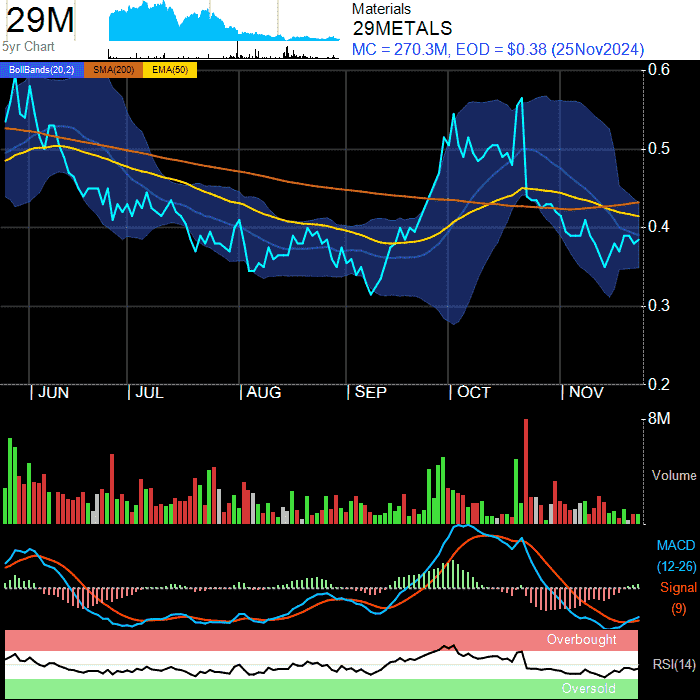 29M
5yr Chart
Materials
29METALS
MC = 270.3M, EOD = $0.38 (25Nov2024)
BollBands(20,2) SMA(200) EMA(50)
0.6
0.5
0.4
0.3
0.2
JUN JUL AUG SEP OCT NOV
8M
Volume
MACD
(12-26)
Signal
(9)
Overbought
RSI(14)
Oversold